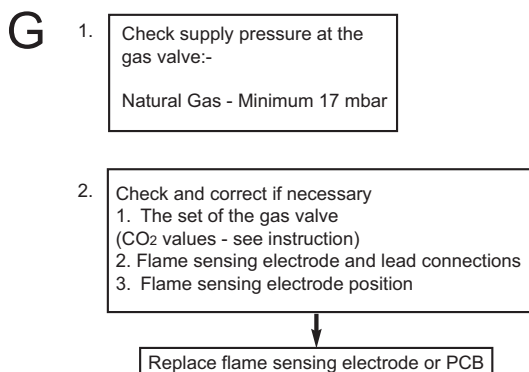 G
1. Check supply pressure at the
gas valve:-
Natural Gas - Minimum 17 mbar
2. Check and correct if necessary
1. The set of the gas valve
(CO2 values - see instruction)
2. Flame sensing electrode and lead connections
3. Flame sensing electrode position
Replace flame sensing electrode or PCB